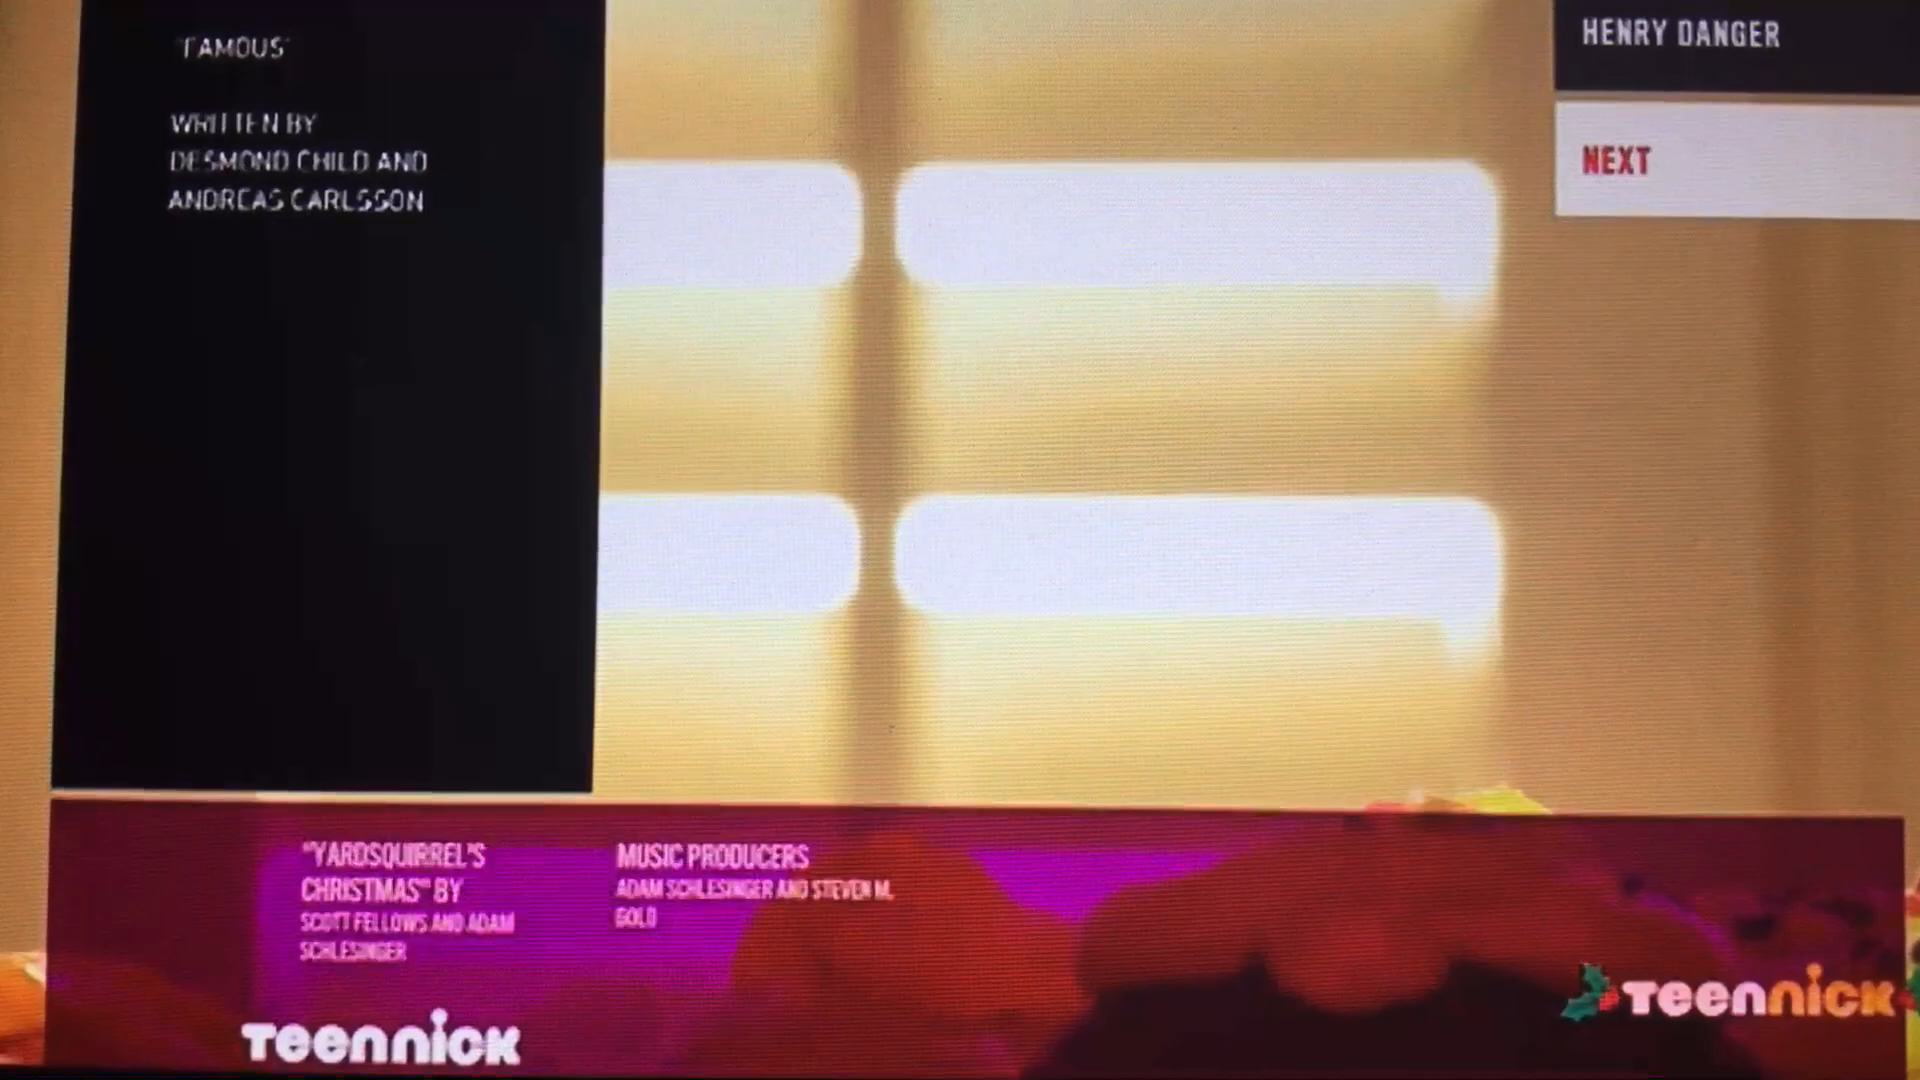 "FAMOUS"
WRITTEN BY
DESMOND CHILD AND
ANDREAS CARLSSON
HENRY DANGER
NEXT
"YARDSQUIRREL'S
CHRISTMAS" BY
SCOTT FELLOWS AND ADAM
SCHLESINGER
MUSIC PRODUCERS
ADAM SCHLESINGER AND STEVEN M.
GOLD
TeenNick
TeenNick